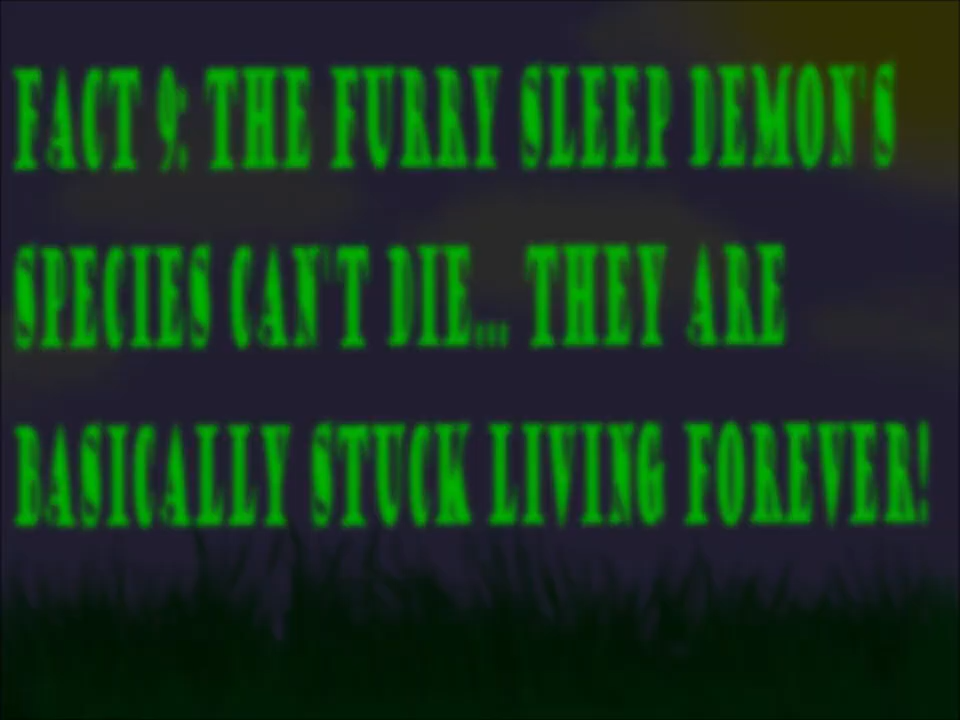 FACT 9: THE FURRY SLEEP DEMON'S
SPECIES CAN'T DIE... THEY ARE
BASICALLY STUCK LIVING FOREVER!